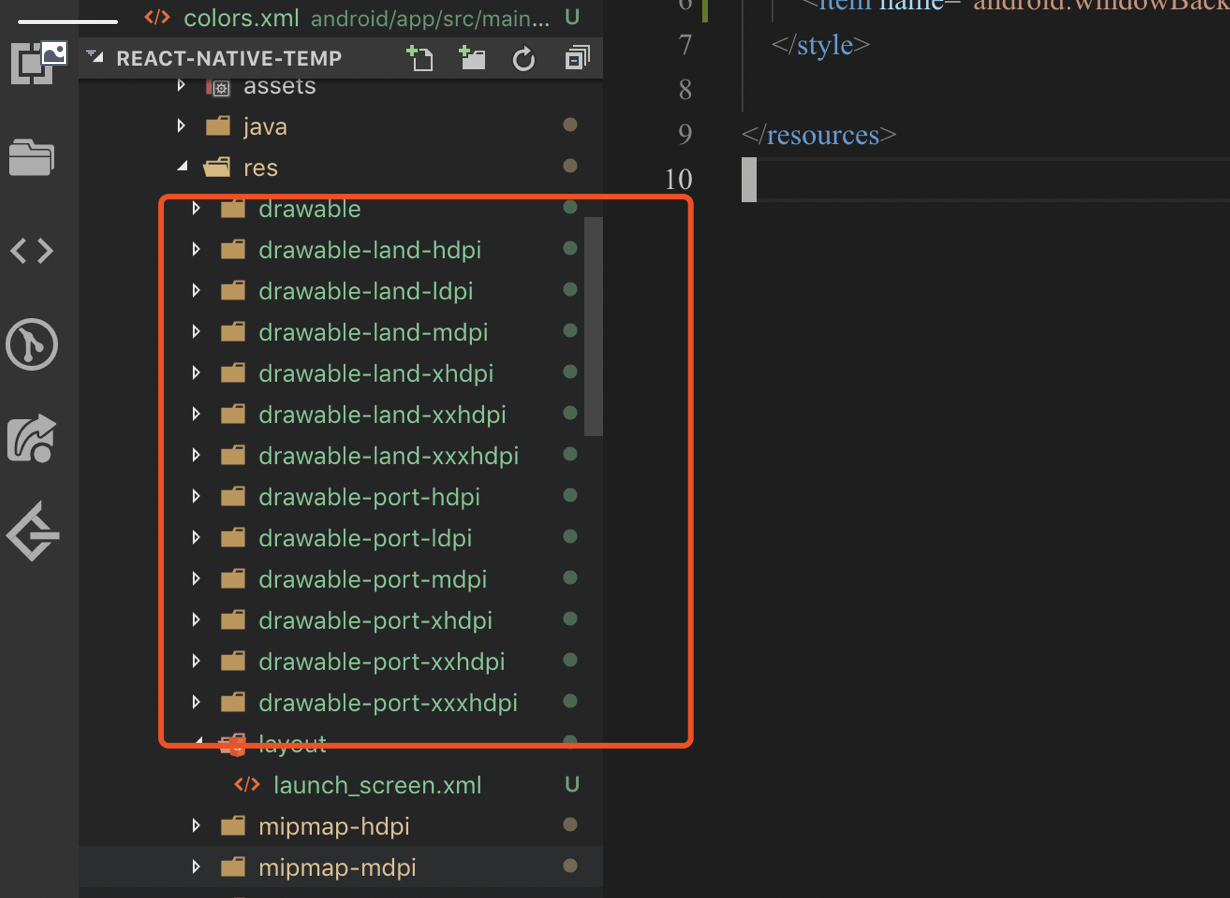 colors.xml android/app/src/main... U
REACT-NATIVE-TEMP
assets
java
res
drawable
drawable-land-hdpi
drawable-land-ldpi
drawable-land-mdpi
drawable-land-xhdpi
drawable-land-xxhdpi
drawable-land-xxxhdpi
drawable-port-hdpi
drawable-port-ldpi
drawable-port-mdpi
drawable-port-xhdpi
drawable-port-xxhdpi
drawable-port-xxxhdpi
layout
launch_screen.xml U
mipmap-hdpi
mipmap-mdpi
6 <item name="android:windowBack
7 </style>
8
9 </resources>
10